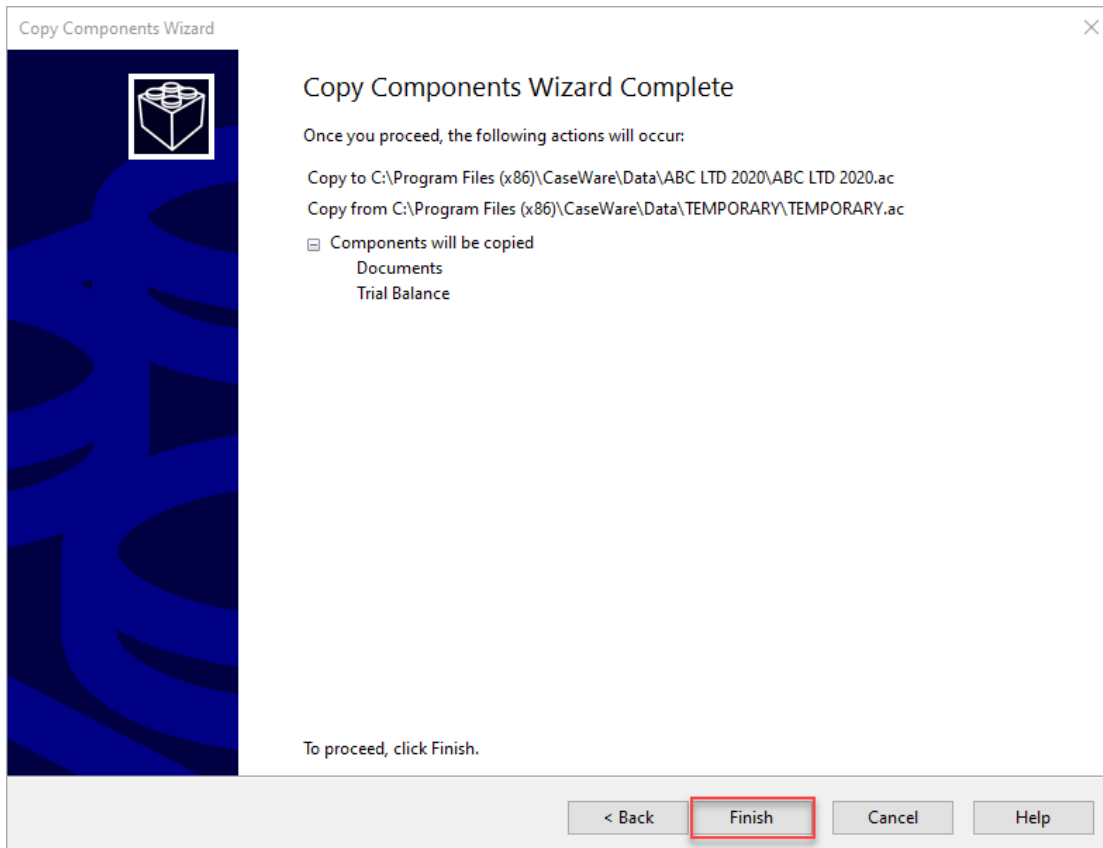 Copy Components Wizard
Copy Components Wizard Complete
Once you proceed, the following actions will occur:
Copy to C:\Program Files (x86)\CaseWare\Data\ABC LTD 2020\ABC LTD 2020.ac
Copy from C:\Program Files (x86)\CaseWare\Data\TEMPORARY\TEMPORARY.ac
Components will be copied
Documents
Trial Balance
To proceed, click Finish.
< Back Finish Cancel Help